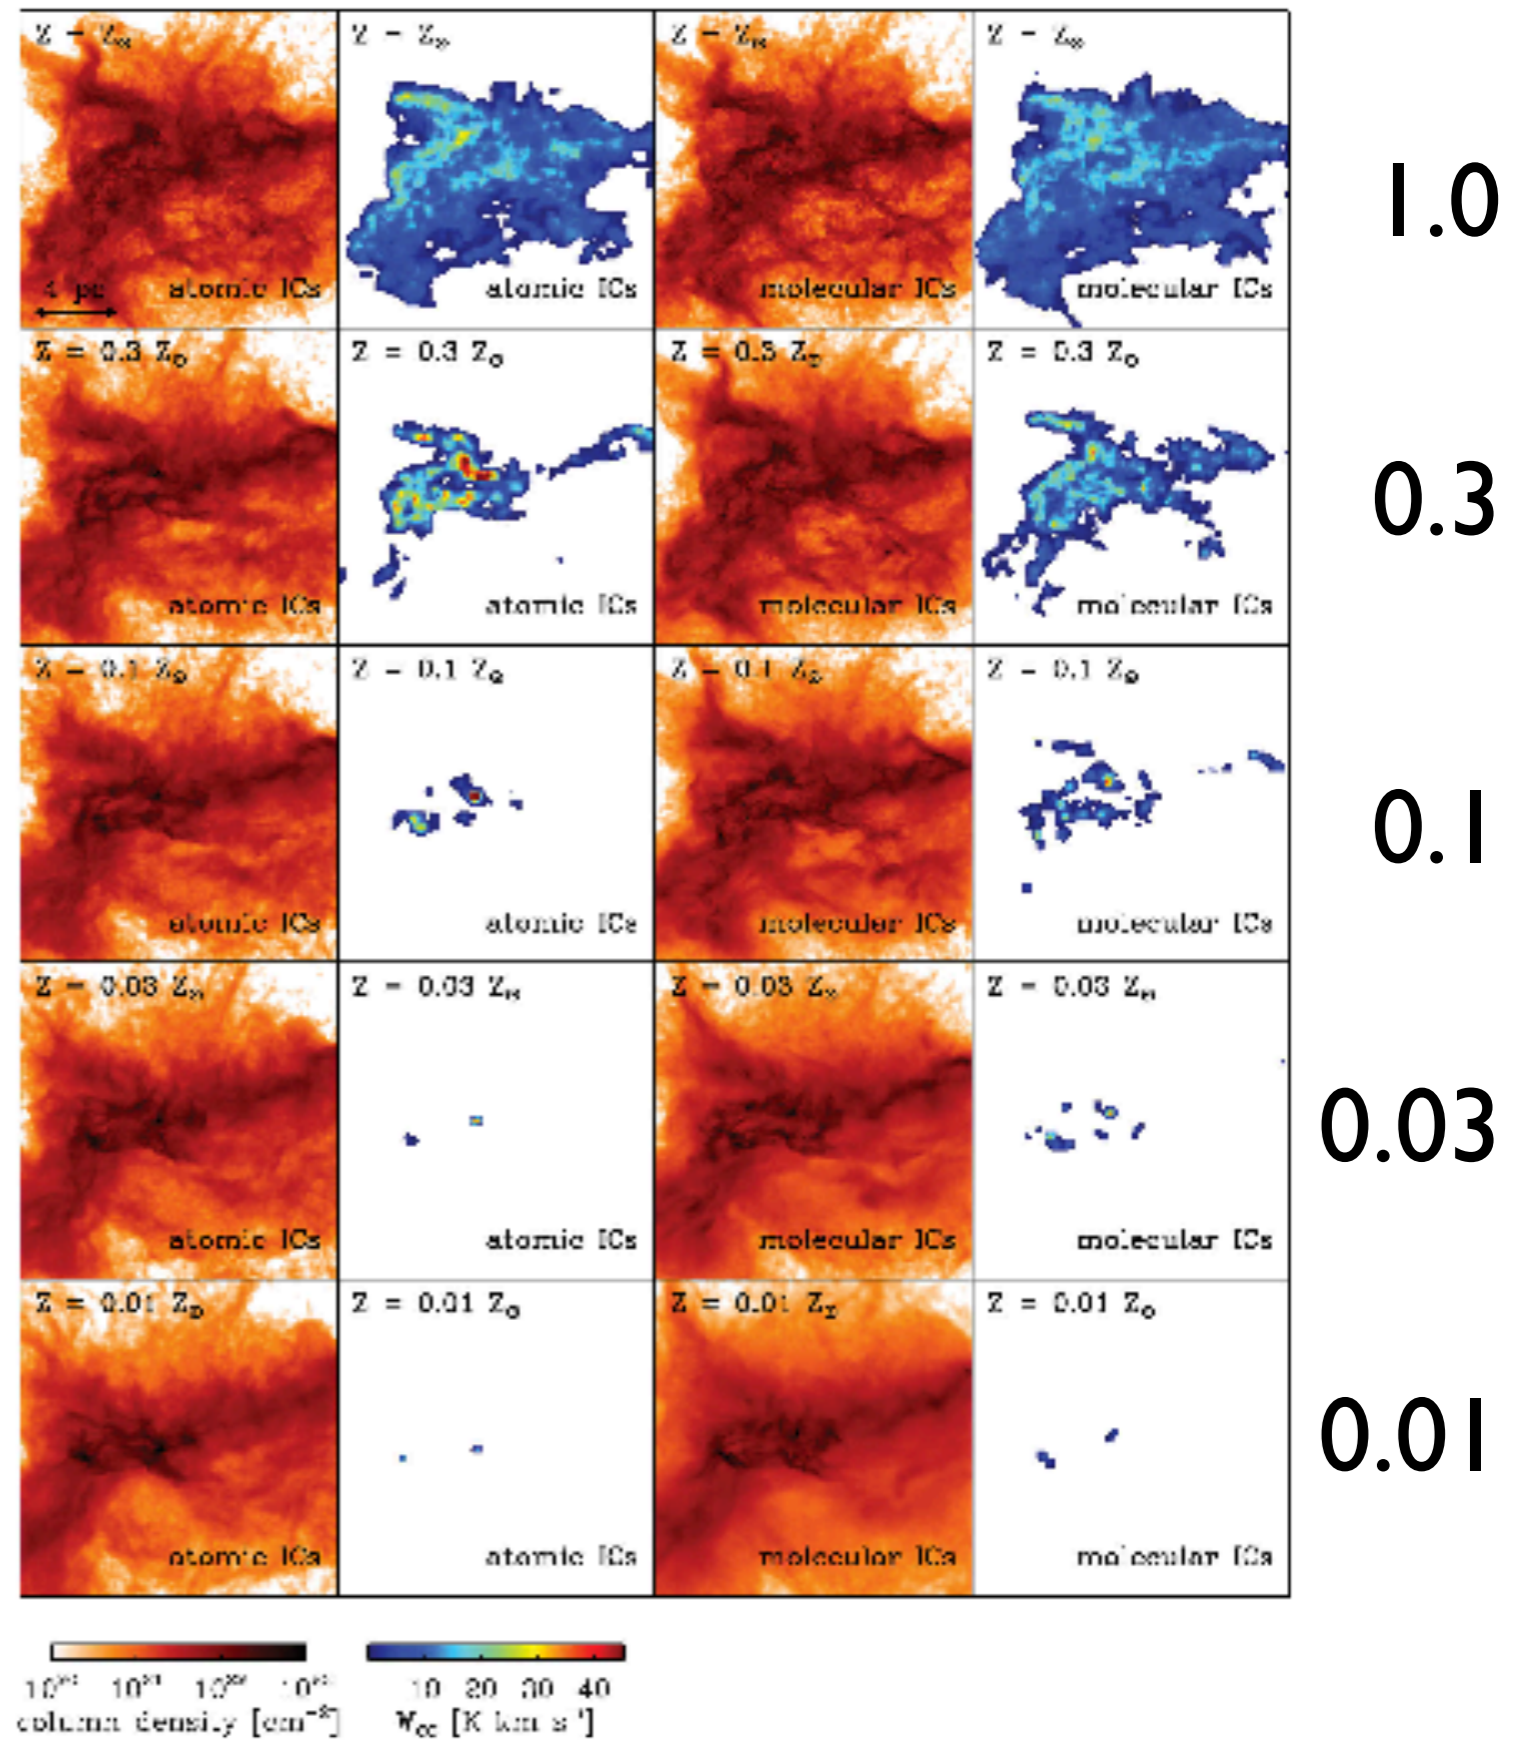 Z = Z⊙
Z = Z⊙
Z = Z⊙
Z = Z⊙
4 pc
atomic ICs
atomic ICs
molecular ICs
molecular ICs
1.0
Z = 0.3 Z⊙
Z = 0.3 Z⊙
Z = 0.3 Z⊙
Z = 0.3 Z⊙
atomic ICs
atomic ICs
molecular ICs
molecular ICs
0.3
Z = 0.1 Z⊙
Z = 0.1 Z⊙
Z = 0.1 Z⊙
Z = 0.1 Z⊙
atomic ICs
atomic ICs
molecular ICs
molecular ICs
0.1
Z = 0.03 Z⊙
Z = 0.03 Z⊙
Z = 0.03 Z⊙
Z = 0.03 Z⊙
atomic ICs
atomic ICs
molecular ICs
molecular ICs
0.03
Z = 0.01 Z⊙
Z = 0.01 Z⊙
Z = 0.01 Z⊙
Z = 0.01 Z⊙
atomic ICs
atomic ICs
molecular ICs
molecular ICs
0.01
10²⁰ 10²¹ 10²² 10²³
column density [cm⁻²]
10 20 30 40
W_CO [K km s⁻¹]